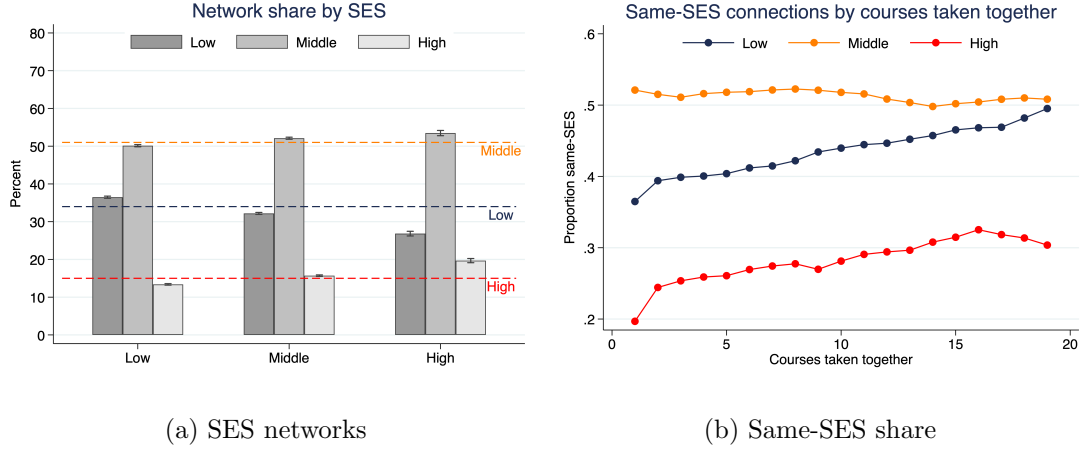 Network share by SES
Low Middle High
Percent
80
70
60
50
40
30
20
10
0
Middle
Low
High
Low Middle High
(a) SES networks
Same-SES connections by courses taken together
Low Middle High
Proportion same-SES
.6
.5
.4
.3
.2
0 5 10 15 20
Courses taken together
(b) Same-SES share